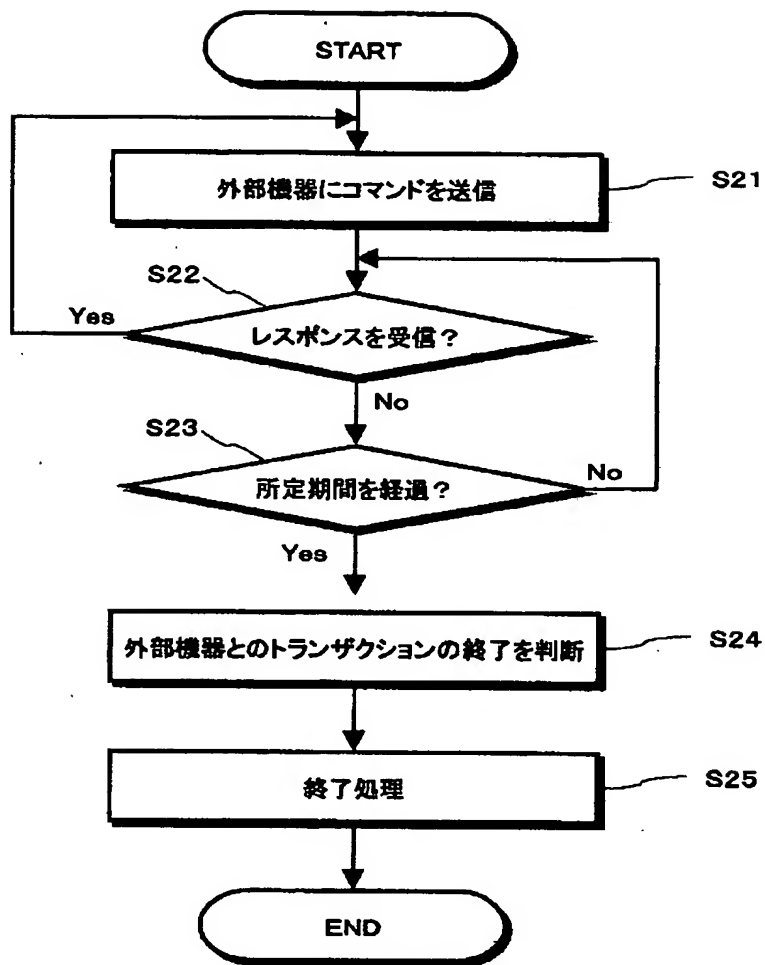 START
外部機器にコマンドを送信
S21
S22
Yes
レスポンスを受信？
No
S23
所定期間を経過？
No
Yes
外部機器とのトランザクションの終了を判断
S24
終了処理
S25
END